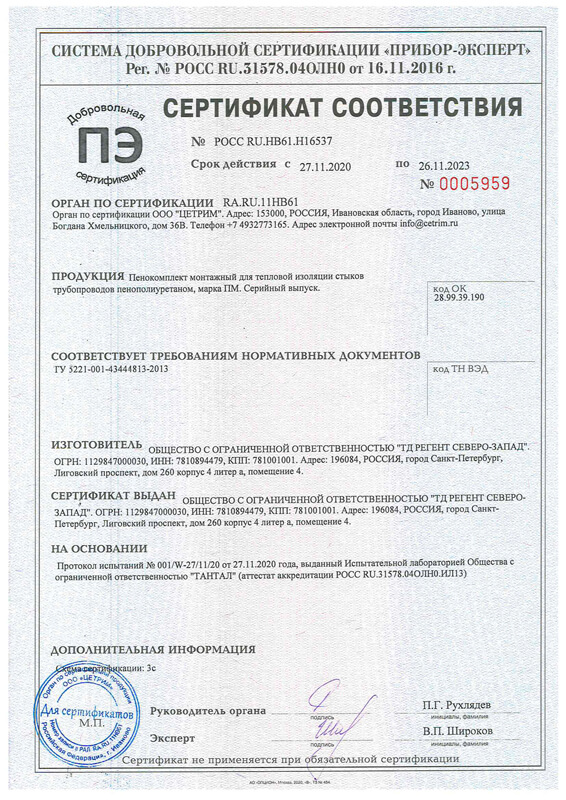 СИСТЕМА ДОБРОВОЛЬНОЙ СЕРТИФИКАЦИИ «ПРИБОР-ЭКСПЕРТ»
Рег. № РОСС RU.31578.04ОЛН0 от 16.11.2016 г.
Добровольная
ПЭ
сертификация
СЕРТИФИКАТ СООТВЕТСТВИЯ
№ РОСС RU.НВ61.Н16537
Срок действия с 27.11.2020 по 26.11.2023
№ 0005959
ОРГАН ПО СЕРТИФИКАЦИИ RA.RU.11НВ61
Орган по сертификации ООО "ЦЕТРИМ". Адрес: 153000, РОССИЯ, Ивановская область, город Иваново, улица
Богдана Хмельницкого, дом 36В. Телефон +7 4932773165. Адрес электронной почты info@cetrim.ru
ПРОДУКЦИЯ Пенокомплект монтажный для тепловой изоляции стыков
трубопроводов пенополиуретаном, марка ПМ. Серийный выпуск.
код ОК
28.99.39.190
СООТВЕТСТВУЕТ ТРЕБОВАНИЯМ НОРМАТИВНЫХ ДОКУМЕНТОВ
ТУ 5221-001-43444813-2013
код ТН ВЭД
ИЗГОТОВИТЕЛЬ ОБЩЕСТВО С ОГРАНИЧЕННОЙ ОТВЕТСТВЕННОСТЬЮ "ТД РЕГЕНТ СЕВЕРО-ЗАПАД".
ОГРН: 1129847000030, ИНН: 7810894479, КПП: 781001001. Адрес: 196084, РОССИЯ, город Санкт-Петербург,
Лиговский проспект, дом 260 корпус 4 литер а, помещение 4.
СЕРТИФИКАТ ВЫДАН ОБЩЕСТВО С ОГРАНИЧЕННОЙ ОТВЕТСТВЕННОСТЬЮ "ТД РЕГЕНТ СЕВЕРО-
ЗАПАД". ОГРН: 1129847000030, ИНН: 7810894479, КПП: 781001001. Адрес: 196084, РОССИЯ, город Санкт-
Петербург, Лиговский проспект, дом 260 корпус 4 литер а, помещение 4.
НА ОСНОВАНИИ
Протокол испытаний № 001/W-27/11/20 от 27.11.2020 года, выданный Испытательной лабораторией Общества с
ограниченной ответственностью "ТАНТАЛ" (аттестат аккредитации РОСС RU.31578.04ОЛН0.ИЛ13)
ДОПОЛНИТЕЛЬНАЯ ИНФОРМАЦИЯ
Схема сертификации: 3с
Орган по сертификации продукции
ООО «ЦЕТРИМ»
Для сертификатов
М.П.
Российская Федерация, г. Иваново
Руководитель органа
подпись
П.Г. Рухлядев
инициалы, фамилия
Эксперт
подпись
В.П. Широков
инициалы, фамилия
Сертификат не применяется при обязательной сертификации